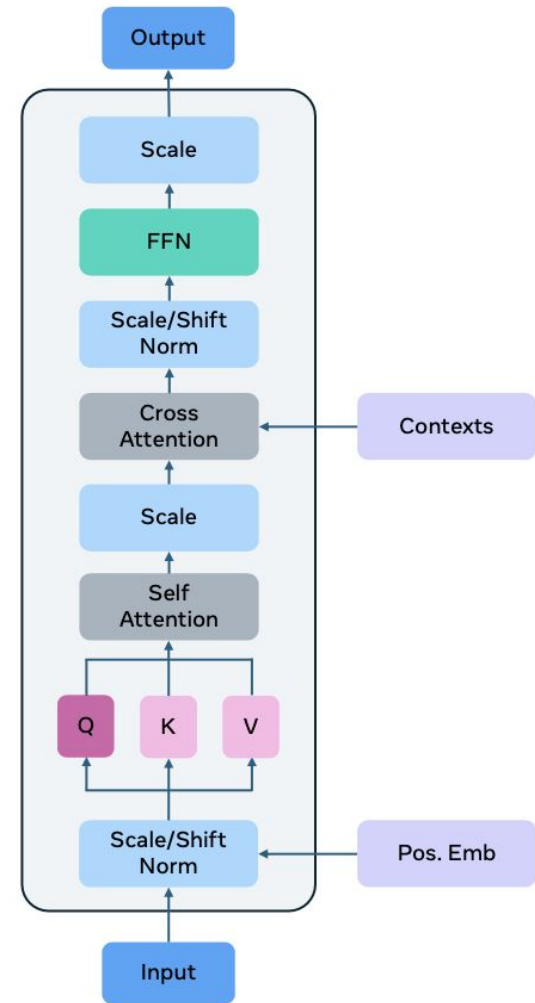 Output
Scale
FFN
Scale/Shift
Norm
Cross
Attention
Contexts
Scale
Self
Attention
Q
K
V
Scale/Shift
Norm
Pos. Emb
Input